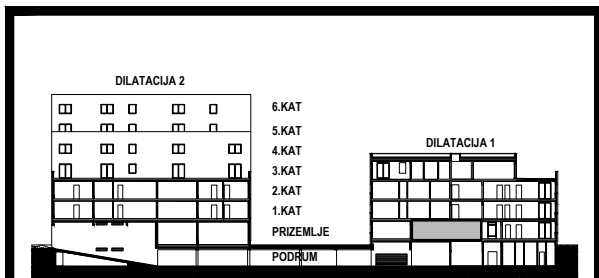 DILATACIJA 2
6.KAT
5.KAT
4.KAT
3.KAT
2.KAT
1.KAT
PRIZEMLJE
PODRUM
DILATACIJA 1